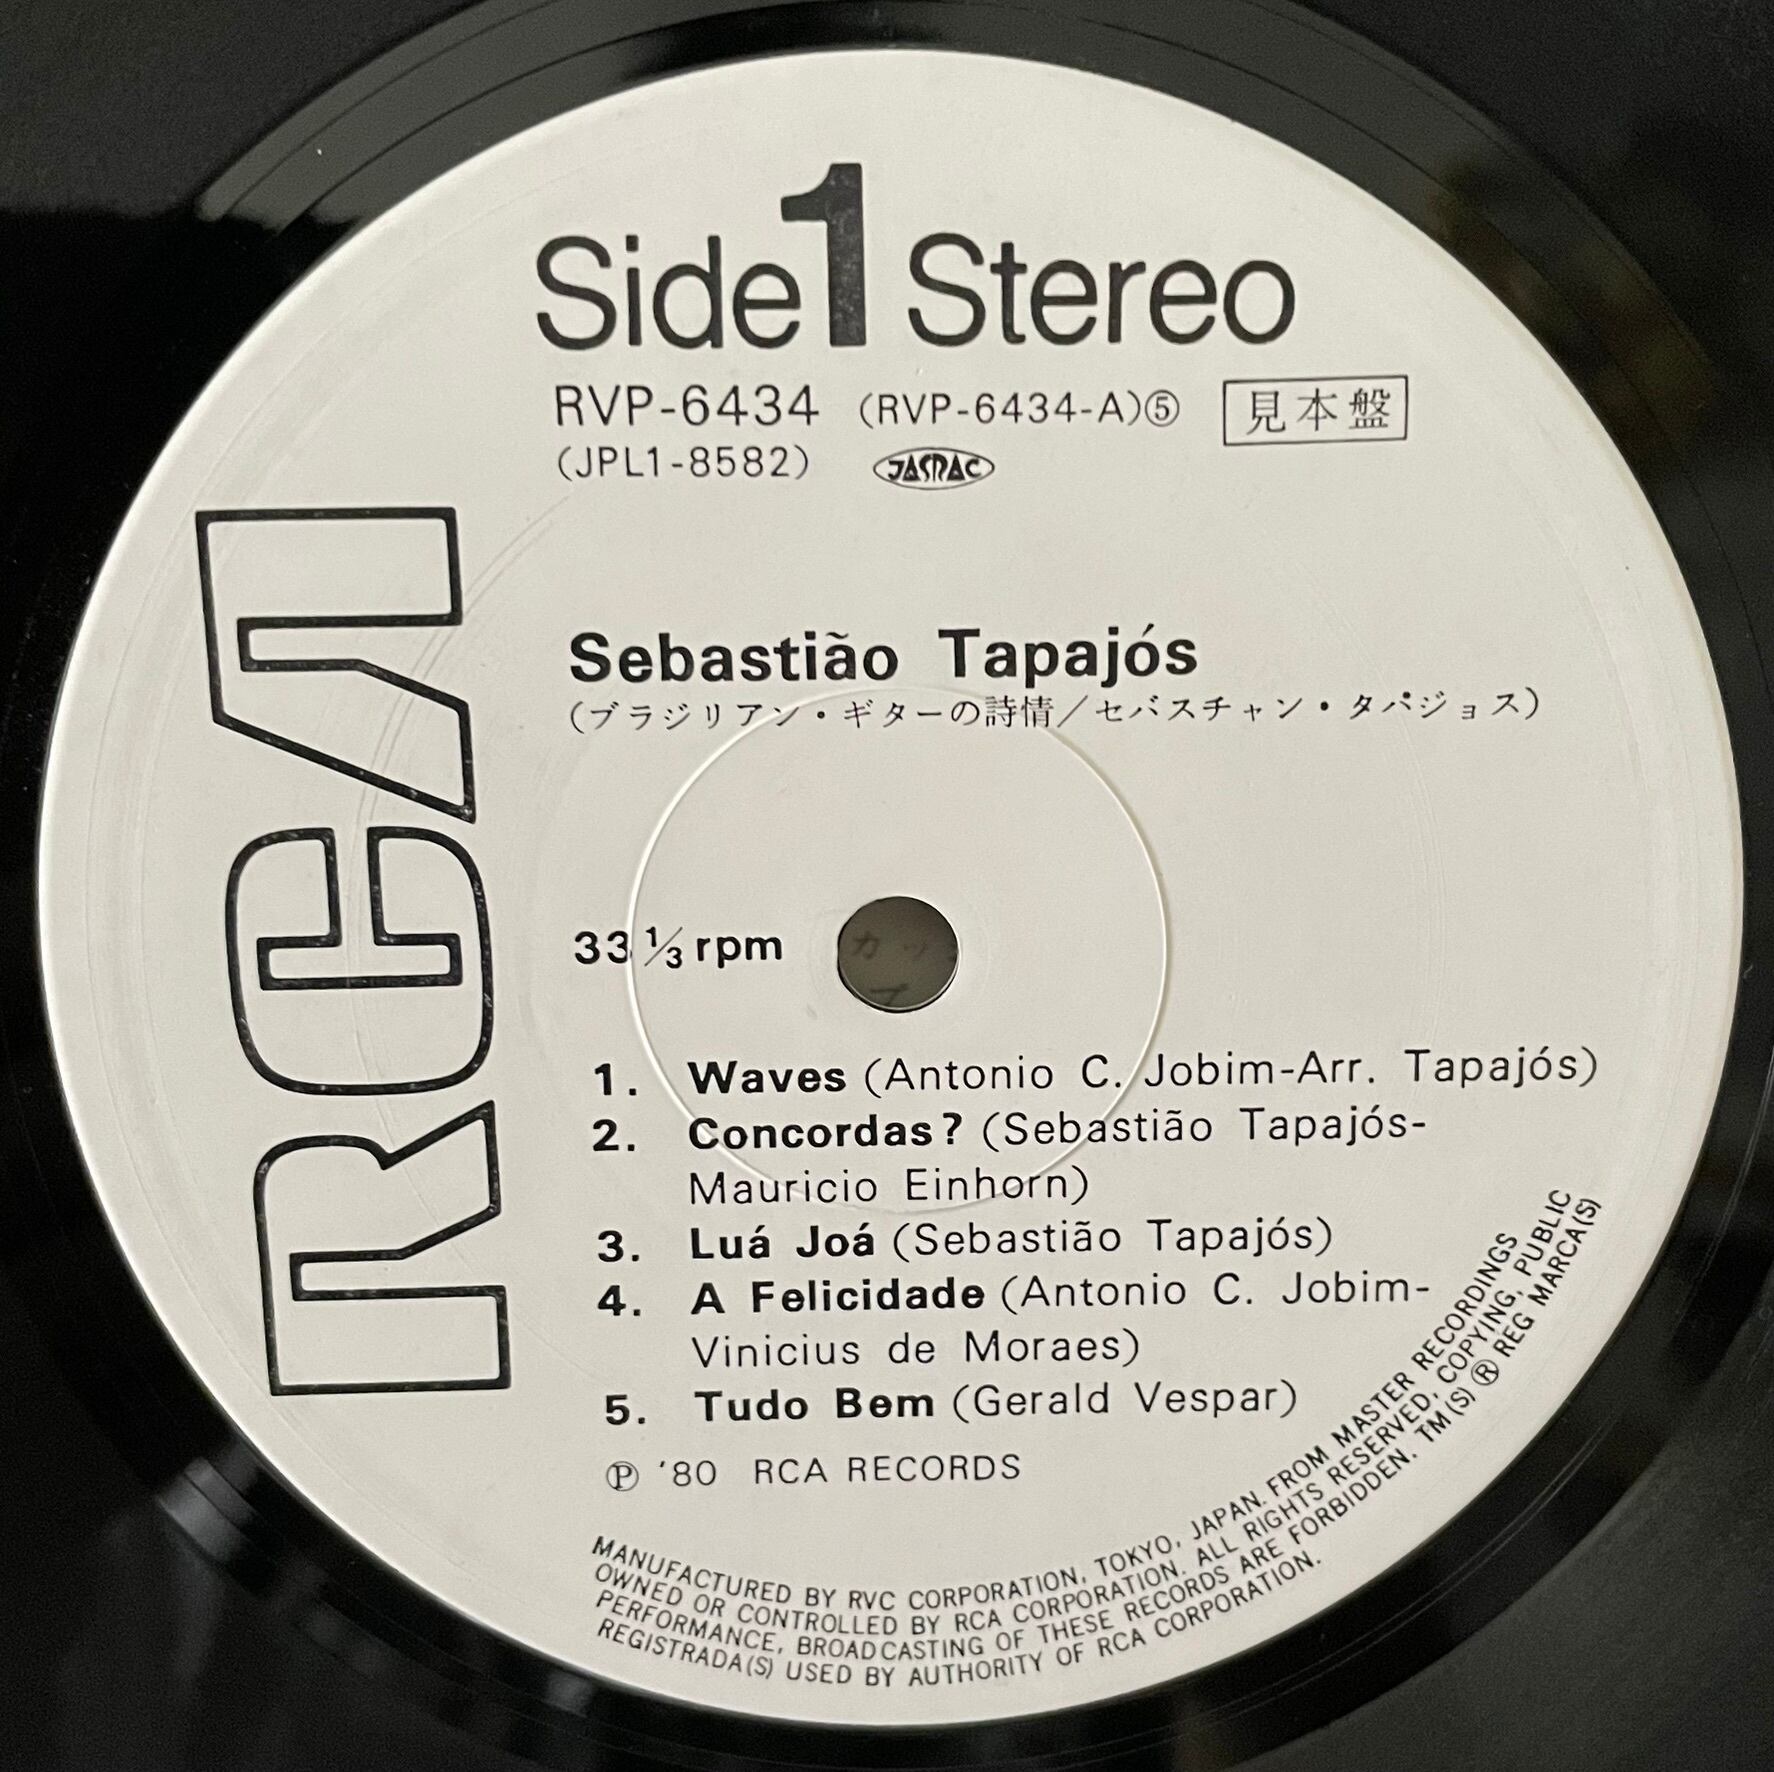 Side 1 Stereo
RVP-6434 (RVP-6434-A)⑤ 見本盤
(JPL1-8582) JASRAC
RCA
Sebastião Tapajós
(ブラジリアン・ギターの詩情／セバスチャン・タパジョス)
33 1/3 rpm
カッ
プ
1. Waves (Antonio C. Jobim-Arr. Tapajós)
2. Concordas? (Sebastião Tapajós-
Mauricio Einhorn)
3. Luá Joá (Sebastião Tapajós)
4. A Felicidade (Antonio C. Jobim-
Vinicius de Moraes)
5. Tudo Bem (Gerald Vespar)
℗ '80 RCA RECORDS
MANUFACTURED BY RVC CORPORATION, TOKYO, JAPAN. FROM MASTER RECORDINGS
OWNED OR CONTROLLED BY RCA CORPORATION. ALL RIGHTS RESERVED, COPYING, PUBLIC
PERFORMANCE, BROADCASTING OF THESE RECORDS ARE FORBIDDEN. TM(S) ® REG MARCA(S)
REGISTRADA(S) USED BY AUTHORITY OF RCA CORPORATION.